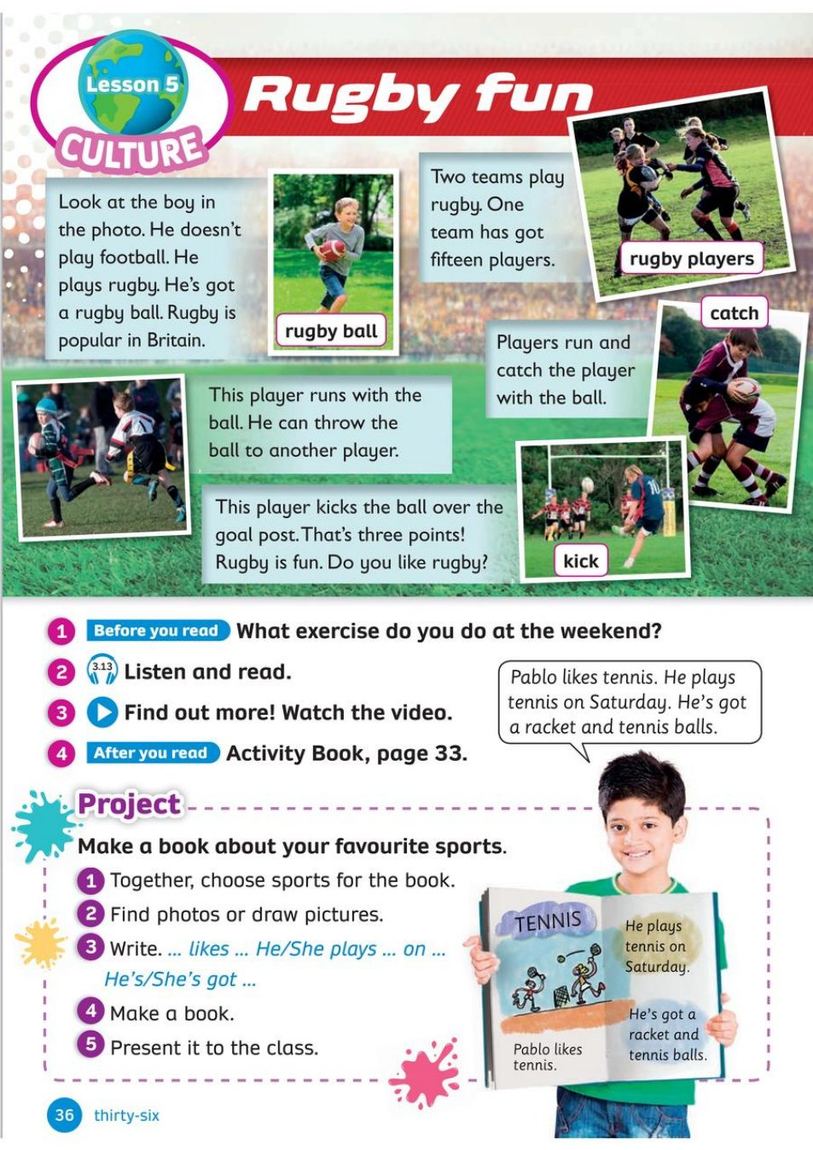 Lesson 5
CULTURE
Rugby fun
Look at the boy in
the photo. He doesn't
play football. He
plays rugby. He's got
a rugby ball. Rugby is
popular in Britain.
rugby ball
Two teams play
rugby. One
team has got
fifteen players.
rugby players
Players run and
catch the player
with the ball.
catch
This player runs with the
ball. He can throw the
ball to another player.
This player kicks the ball over the
goal post. That's three points!
Rugby is fun. Do you like rugby?
kick
10
1 Before you read What exercise do you do at the weekend?
2 3.13 Listen and read.
3 Find out more! Watch the video.
4 After you read Activity Book, page 33.
Pablo likes tennis. He plays
tennis on Saturday. He's got
a racket and tennis balls.
Project
Make a book about your favourite sports.
1 Together, choose sports for the book.
2 Find photos or draw pictures.
3 Write. ... likes ... He/She plays ... on ...
He's/She's got ...
4 Make a book.
5 Present it to the class.
TENNIS
Pablo likes
tennis.
He plays
tennis on
Saturday.
He's got a
racket and
tennis balls.
36 thirty-six